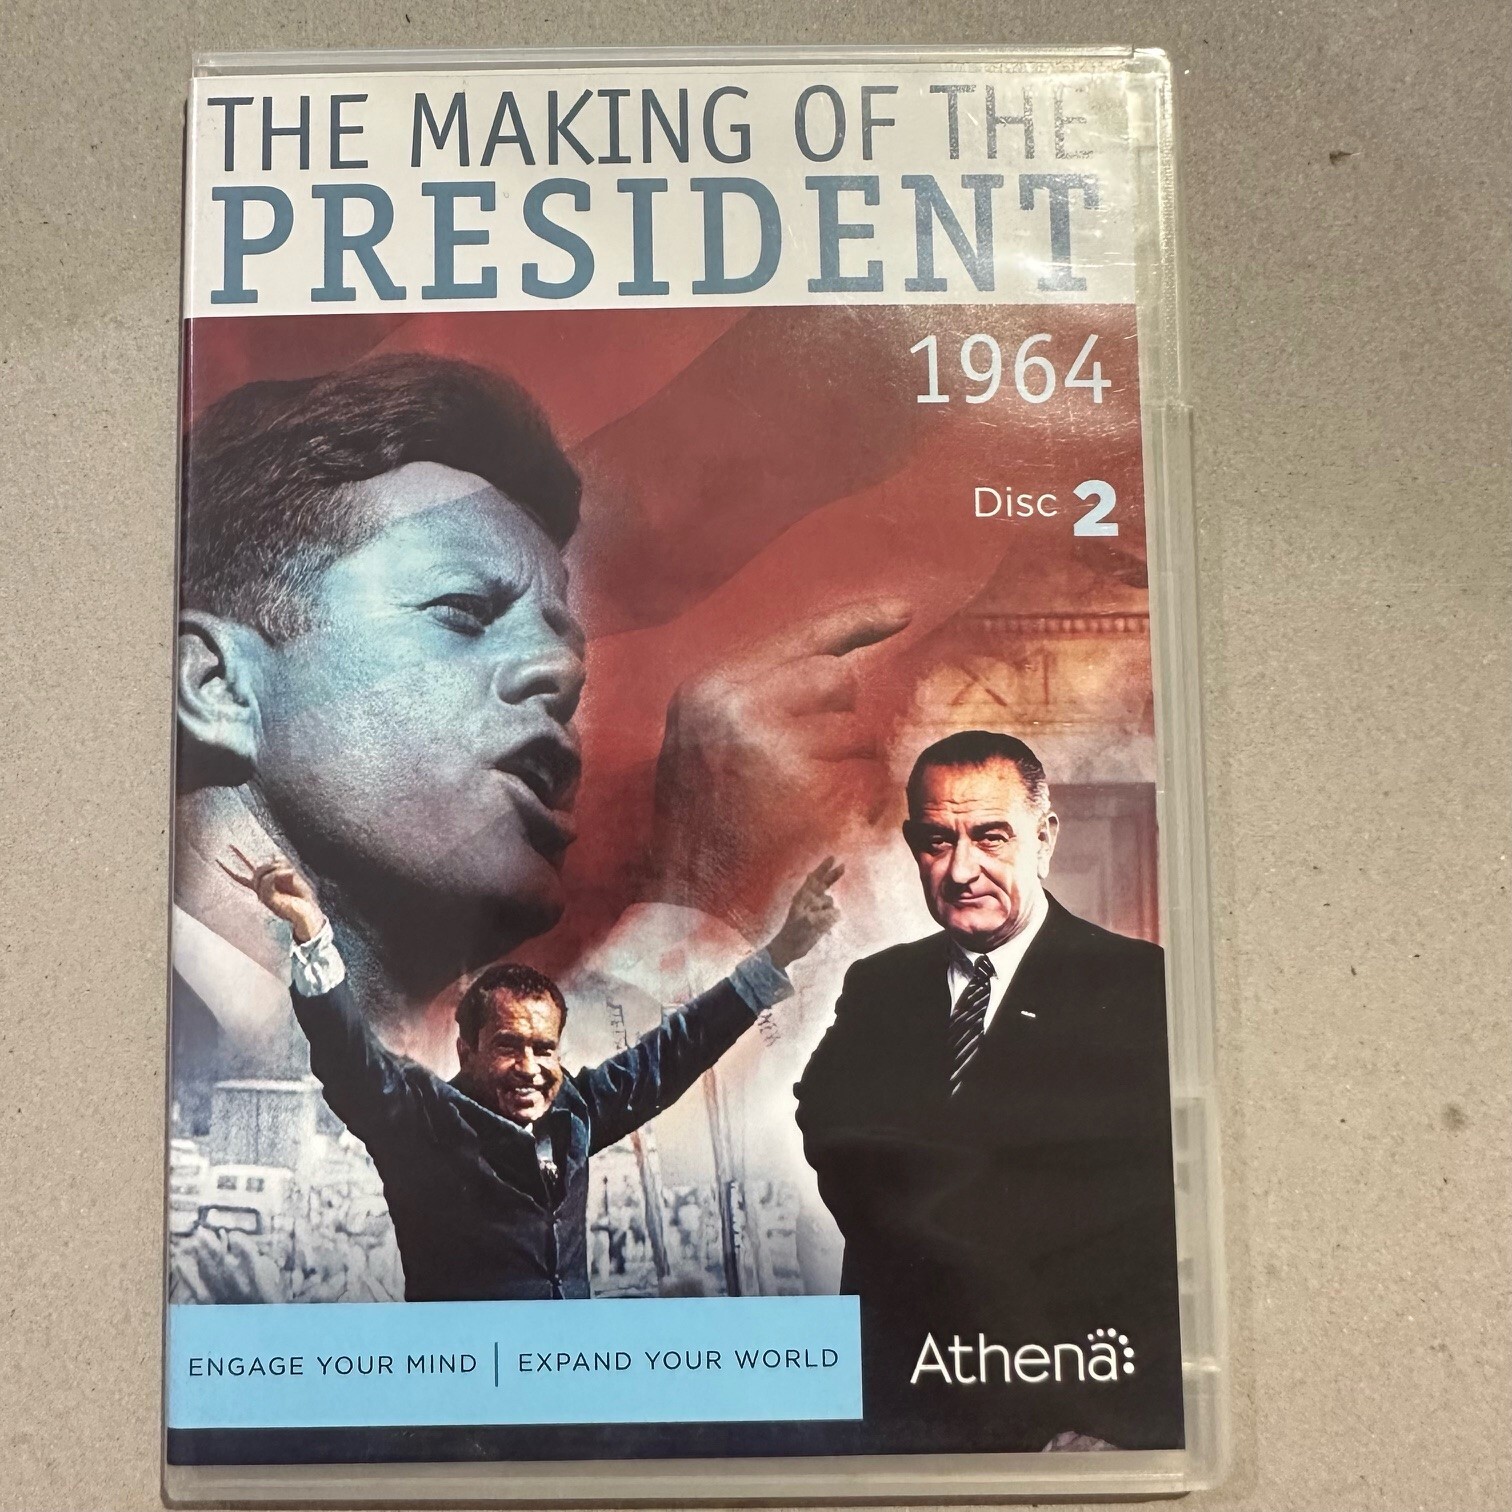 THE MAKING OF THE
PRESIDENT
1964
Disc 2
ENGAGE YOUR MIND | EXPAND YOUR WORLD
Athena